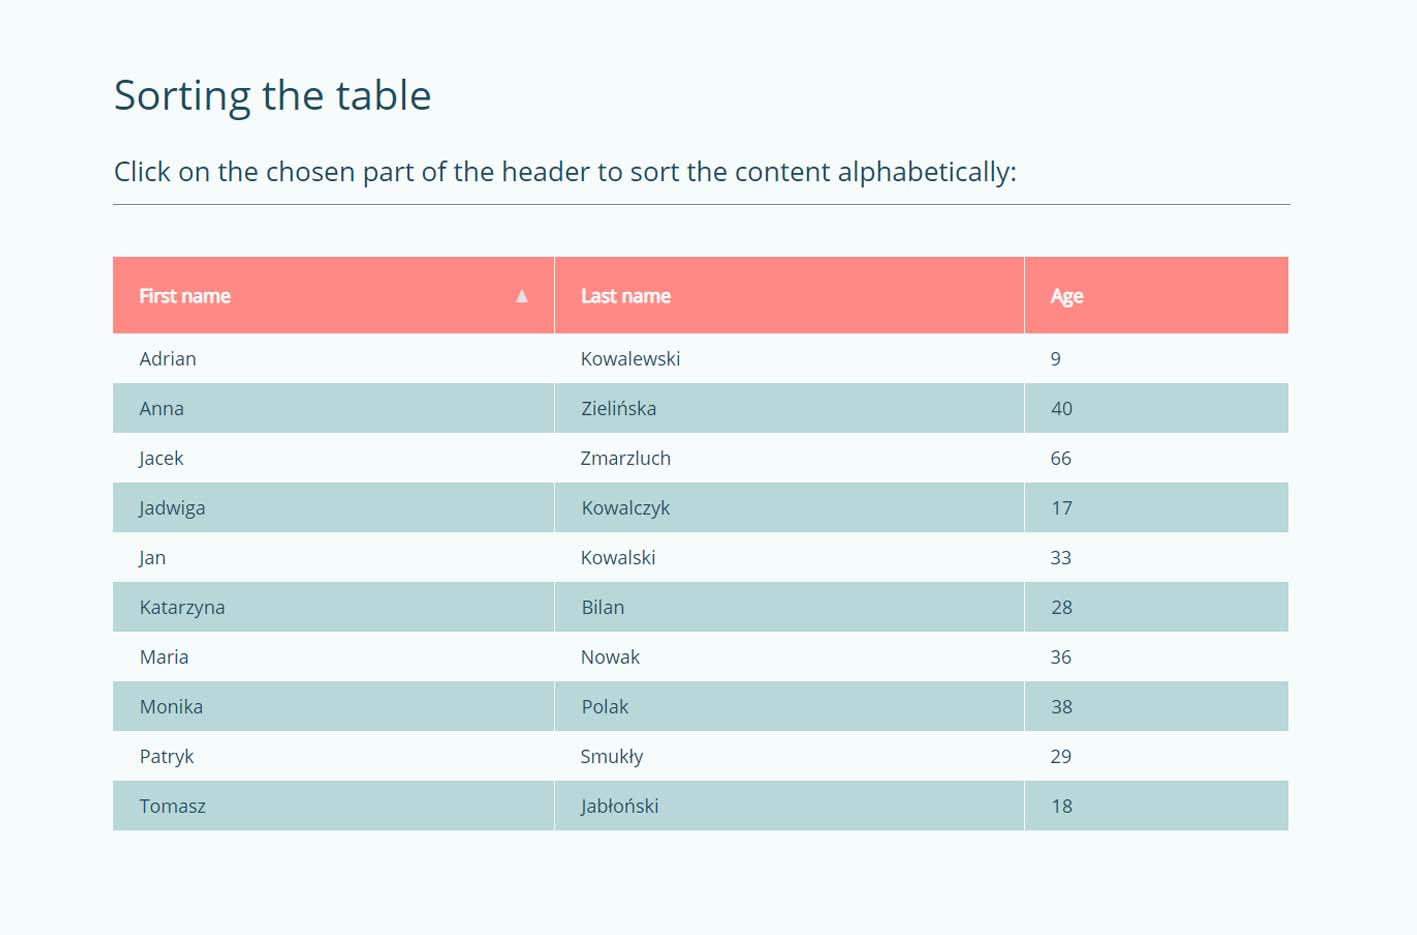 Sorting the table
Click on the chosen part of the header to sort the content alphabetically:
First name ▲ Last name Age
Adrian Kowalewski 9
Anna Zielińska 40
Jacek Zmarzluch 66
Jadwiga Kowalczyk 17
Jan Kowalski 33
Katarzyna Bilan 28
Maria Nowak 36
Monika Polak 38
Patryk Smukły 29
Tomasz Jabłoński 18